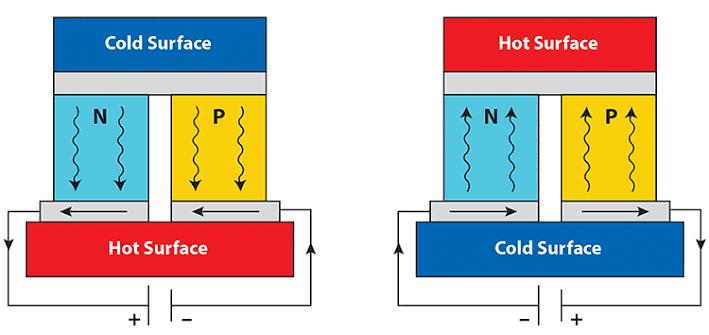 Cold Surface
N P
Hot Surface
+ −
Hot Surface
N P
Cold Surface
− +